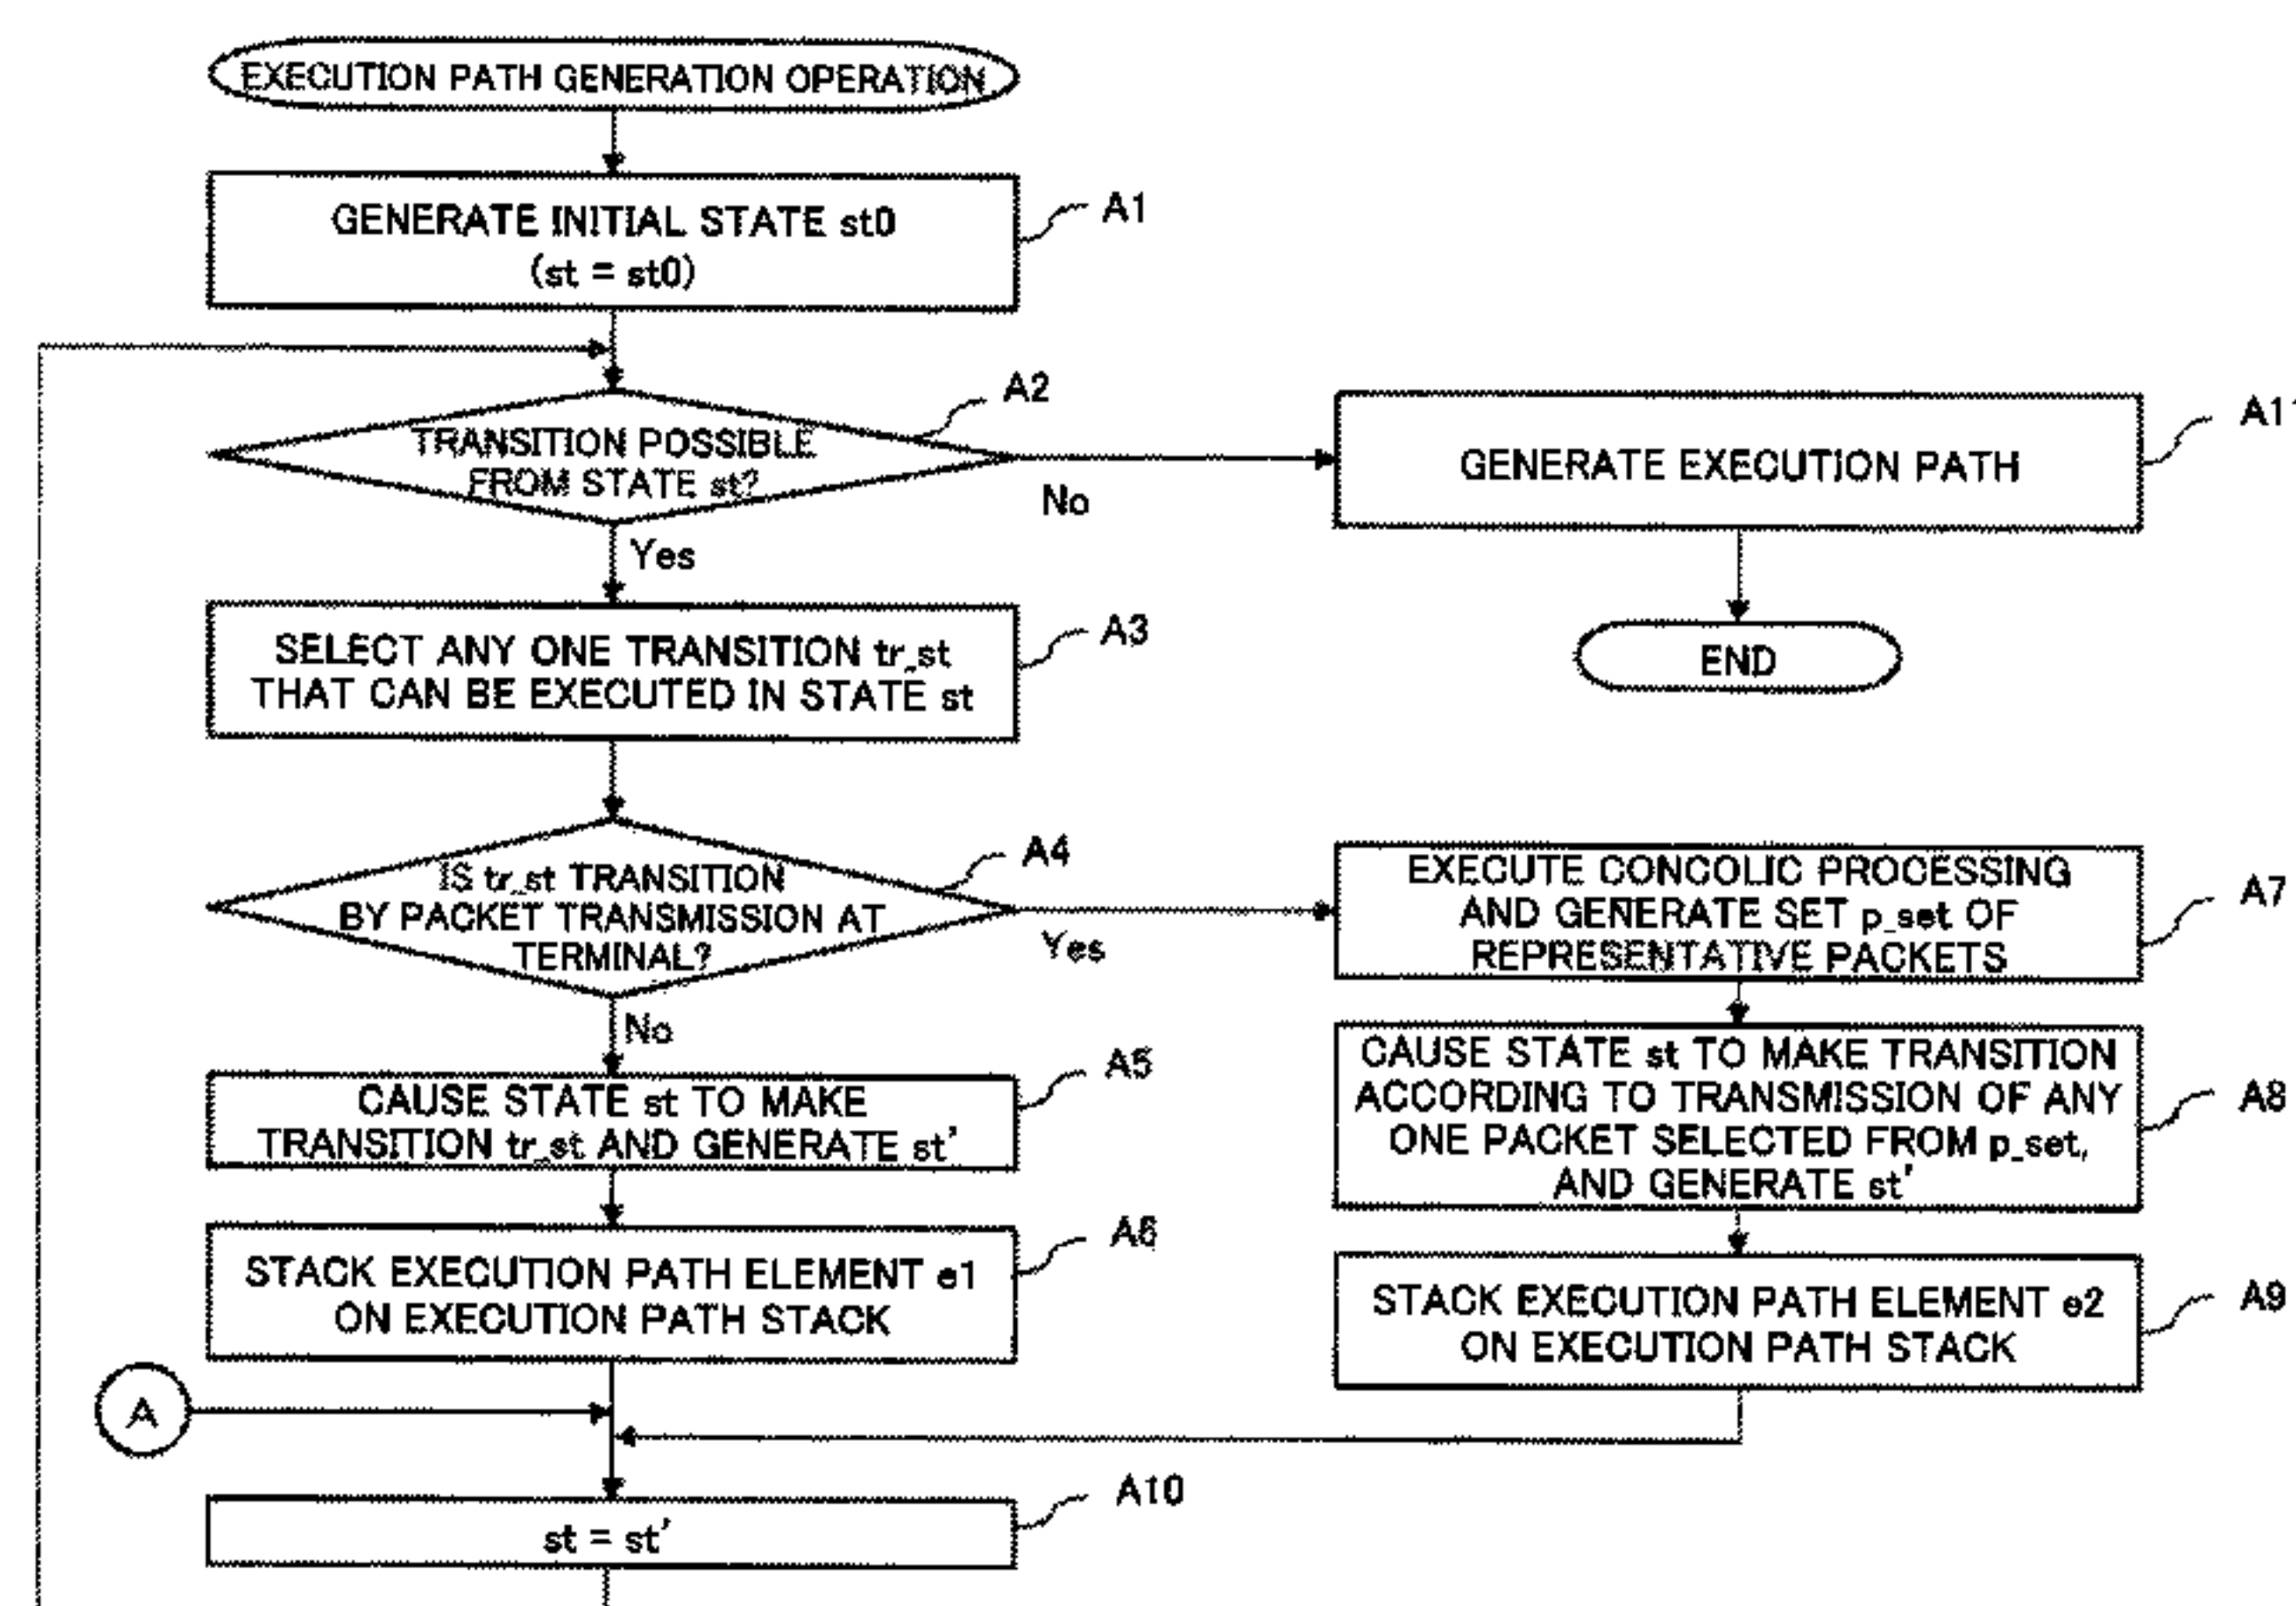 EXECUTION PATH GENERATION OPERATION
GENERATE INITIAL STATE st0
(st = st0)
A1
TRANSITION POSSIBLE
FROM STATE st?
A2
No
Yes
GENERATE EXECUTION PATH
A11
END
SELECT ANY ONE TRANSITION tr_st
THAT CAN BE EXECUTED IN STATE st
A3
IS tr_st TRANSITION
BY PACKET TRANSMISSION AT
TERMINAL?
A4
Yes
No
CAUSE STATE st TO MAKE
TRANSITION tr_st AND GENERATE st'
A5
STACK EXECUTION PATH ELEMENT e1
ON EXECUTION PATH STACK
A6
EXECUTE CONCOLIC PROCESSING
AND GENERATE SET p_set OF
REPRESENTATIVE PACKETS
A7
CAUSE STATE st TO MAKE TRANSITION
ACCORDING TO TRANSMISSION OF ANY
ONE PACKET SELECTED FROM p_set,
AND GENERATE st'
A8
STACK EXECUTION PATH ELEMENT e2
ON EXECUTION PATH STACK
A9
A
st = st'
A10